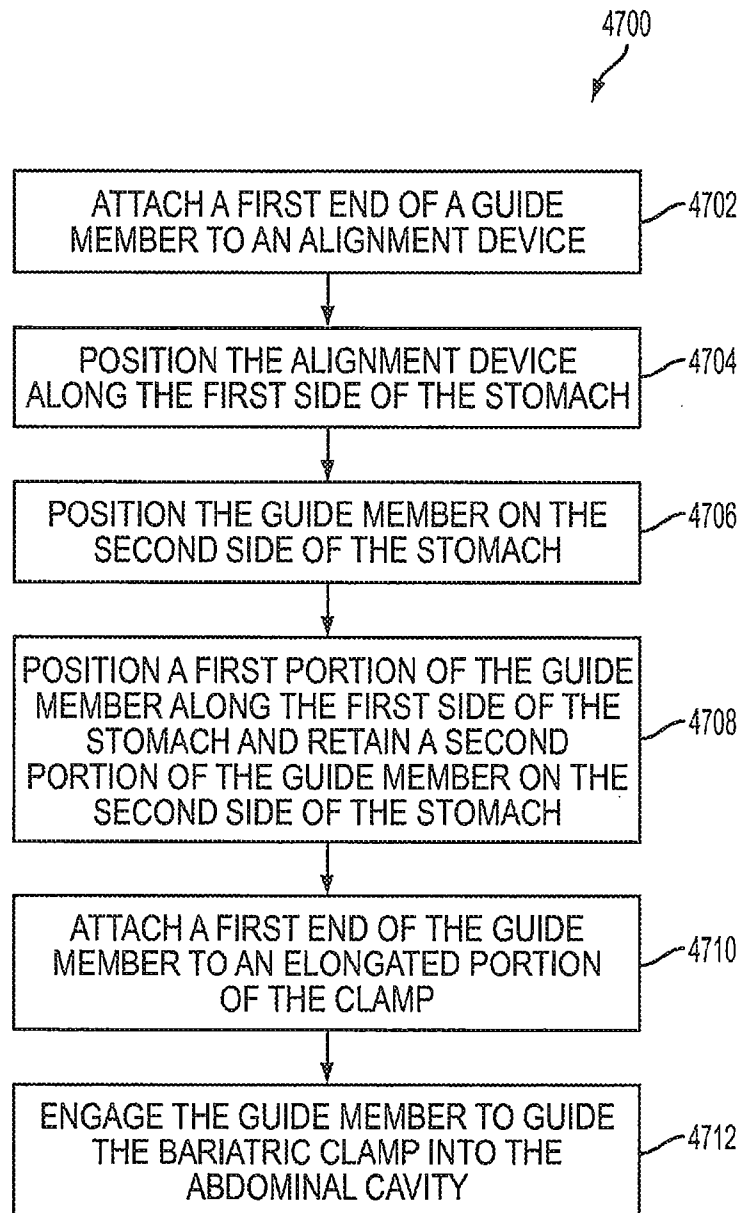 4700
ATTACH A FIRST END OF A GUIDE
MEMBER TO AN ALIGNMENT DEVICE
4702
POSITION THE ALIGNMENT DEVICE
ALONG THE FIRST SIDE OF THE STOMACH
4704
POSITION THE GUIDE MEMBER ON THE
SECOND SIDE OF THE STOMACH
4706
POSITION A FIRST PORTION OF THE GUIDE
MEMBER ALONG THE FIRST SIDE OF THE
STOMACH AND RETAIN A SECOND
PORTION OF THE GUIDE MEMBER ON THE
SECOND SIDE OF THE STOMACH
4708
ATTACH A FIRST END OF THE GUIDE
MEMBER TO AN ELONGATED PORTION
OF THE CLAMP
4710
ENGAGE THE GUIDE MEMBER TO GUIDE
THE BARIATRIC CLAMP INTO THE
ABDOMINAL CAVITY
4712